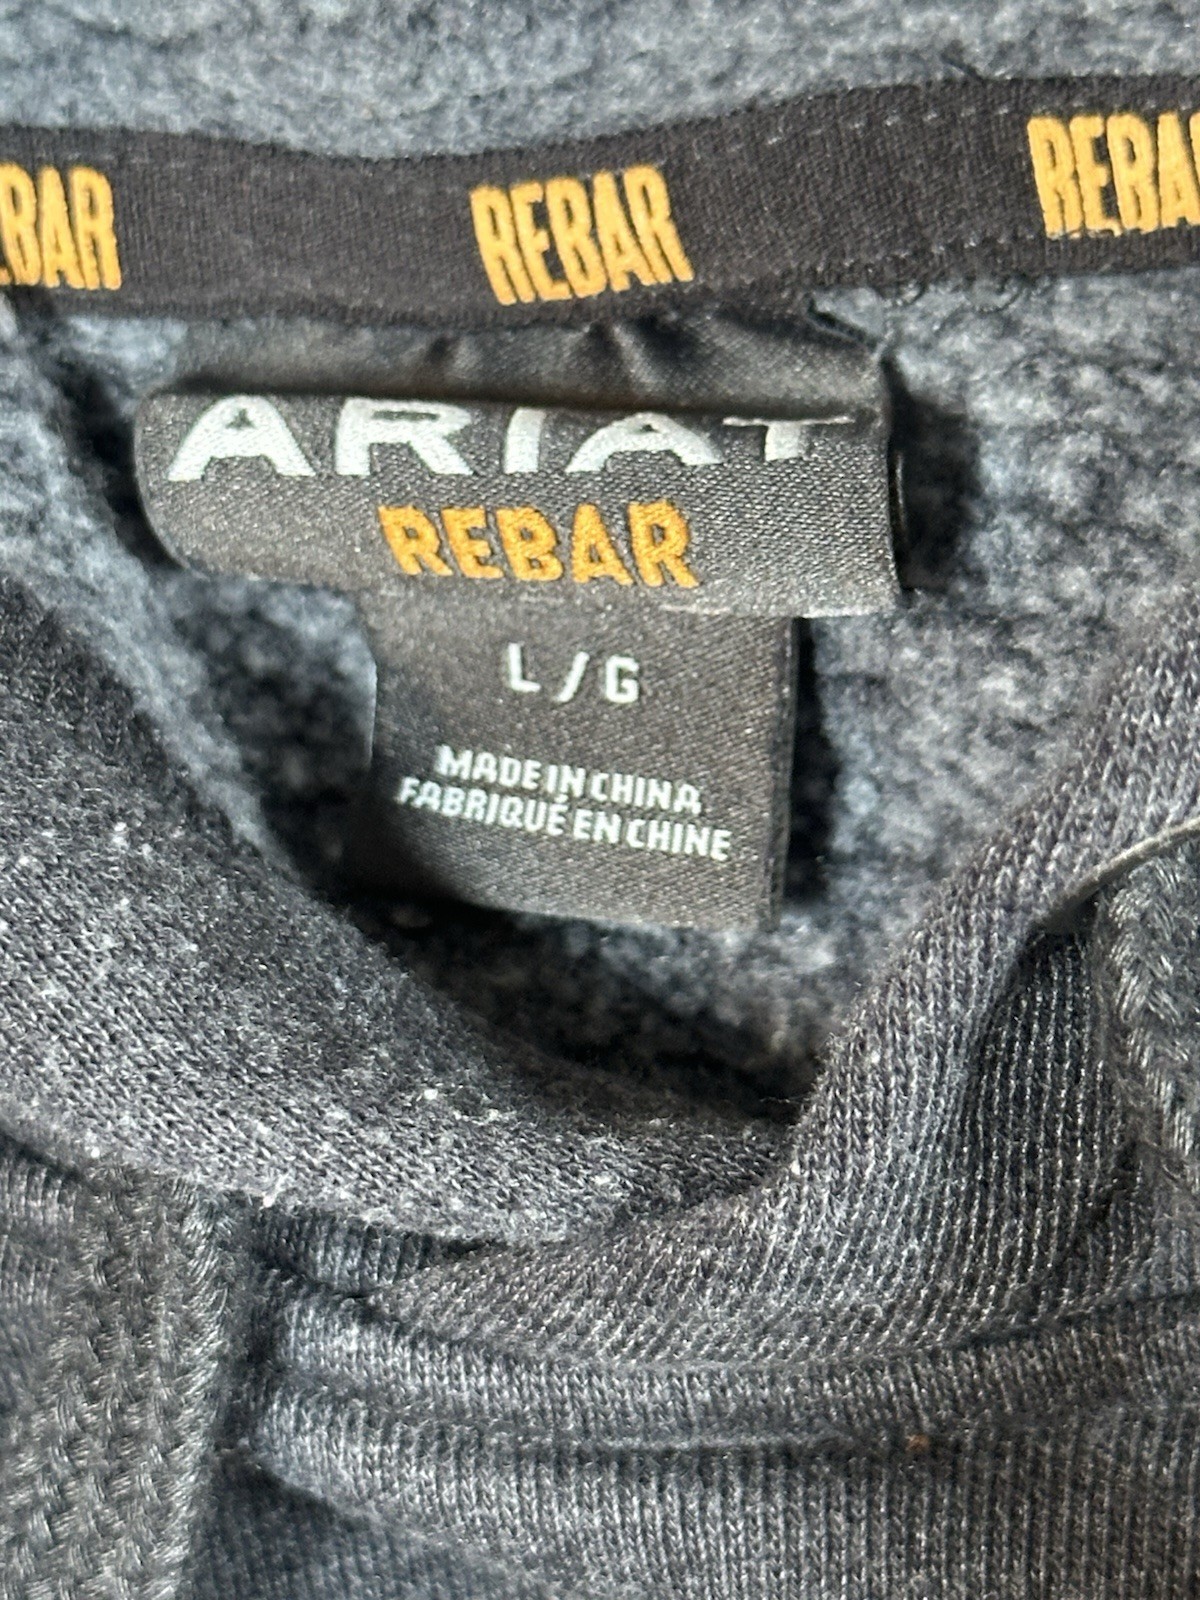 REBAR REBAR REBAR
ARIAT
REBAR
L/G
MADE IN CHINA
FABRIQUÉ EN CHINE